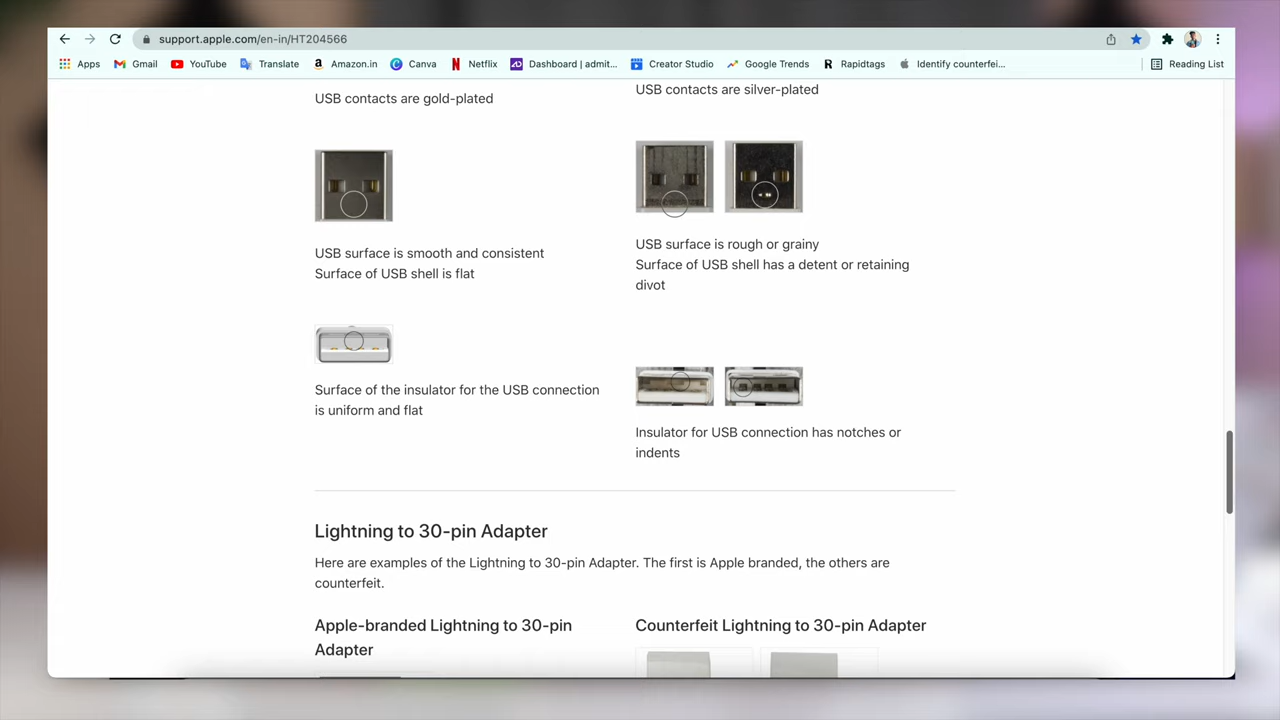 support.apple.com/en-in/HT204566
Apps Gmail YouTube Translate Amazon.in Canva Netflix Dashboard | admit... Creator Studio Google Trends Rapidtags Identify counterfei... Reading List
USB contacts are gold-plated
USB surface is smooth and consistent
Surface of USB shell is flat
Surface of the insulator for the USB connection
is uniform and flat
USB contacts are silver-plated
USB surface is rough or grainy
Surface of USB shell has a detent or retaining
divot
Insulator for USB connection has notches or
indents
Lightning to 30-pin Adapter
Here are examples of the Lightning to 30-pin Adapter. The first is Apple branded, the others are
counterfeit.
Apple-branded Lightning to 30-pin
Adapter
Counterfeit Lightning to 30-pin Adapter